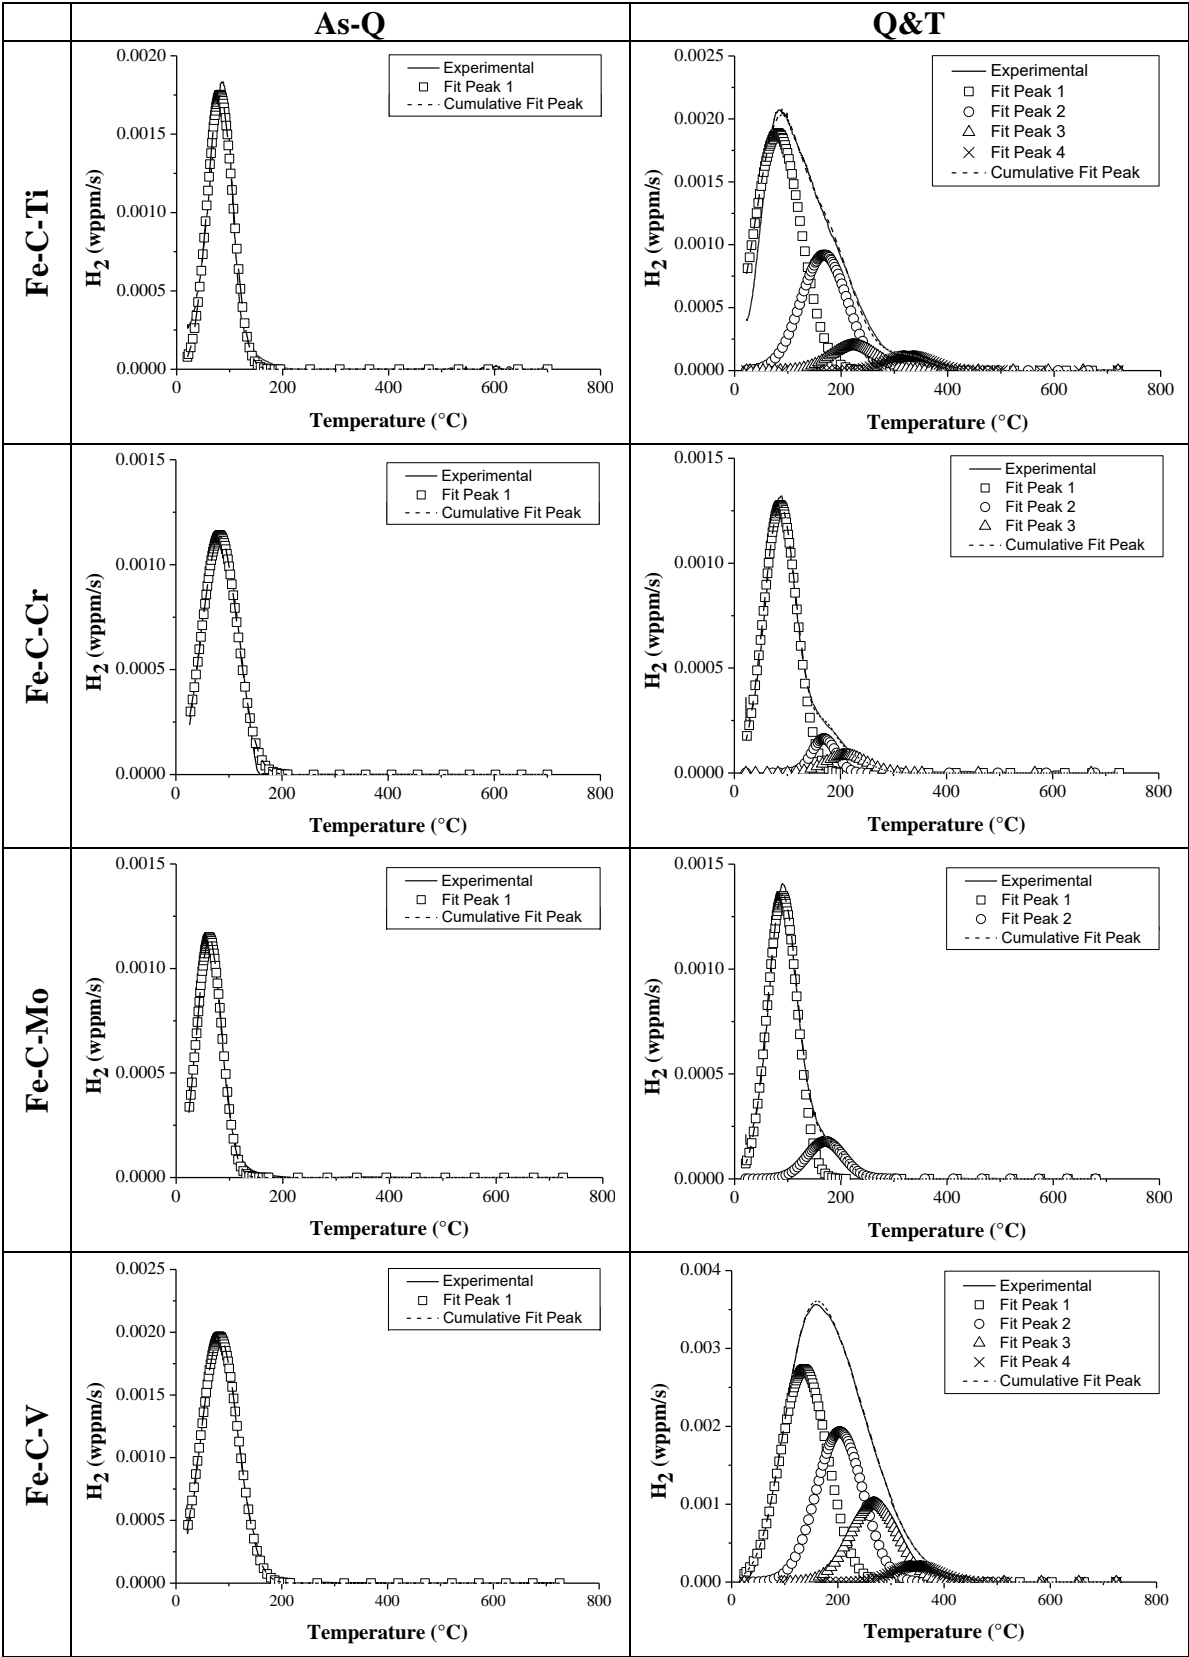 As-Q
Q&T
Fe-C-Ti
0.0020
0.0015
0.0010
0.0005
0.0000
0
200
400
600
800
H2 (wppm/s)
Temperature (°C)
Experimental
Fit Peak 1
Cumulative Fit Peak
0.0025
0.0020
0.0015
0.0010
0.0005
0.0000
0
200
400
600
800
H2 (wppm/s)
Temperature (°C)
Experimental
Fit Peak 1
Fit Peak 2
Fit Peak 3
Fit Peak 4
Cumulative Fit Peak
Fe-C-Cr
0.0015
0.0010
0.0005
0.0000
0
200
400
600
800
H2 (wppm/s)
Temperature (°C)
Experimental
Fit Peak 1
Cumulative Fit Peak
0.0015
0.0010
0.0005
0.0000
0
200
400
600
800
H2 (wppm/s)
Temperature (°C)
Experimental
Fit Peak 1
Fit Peak 2
Fit Peak 3
Cumulative Fit Peak
Fe-C-Mo
0.0015
0.0010
0.0005
0.0000
0
200
400
600
800
H2 (wppm/s)
Temperature (°C)
Experimental
Fit Peak 1
Cumulative Fit Peak
0.0015
0.0010
0.0005
0.0000
0
200
400
600
800
H2 (wppm/s)
Temperature (°C)
Experimental
Fit Peak 1
Fit Peak 2
Cumulative Fit Peak
Fe-C-V
0.0025
0.0020
0.0015
0.0010
0.0005
0.0000
0
200
400
600
800
H2 (wppm/s)
Temperature (°C)
Experimental
Fit Peak 1
Cumulative Fit Peak
0.004
0.003
0.002
0.001
0.000
0
200
400
600
800
H2 (wppm/s)
Temperature (°C)
Experimental
Fit Peak 1
Fit Peak 2
Fit Peak 3
Fit Peak 4
Cumulative Fit Peak